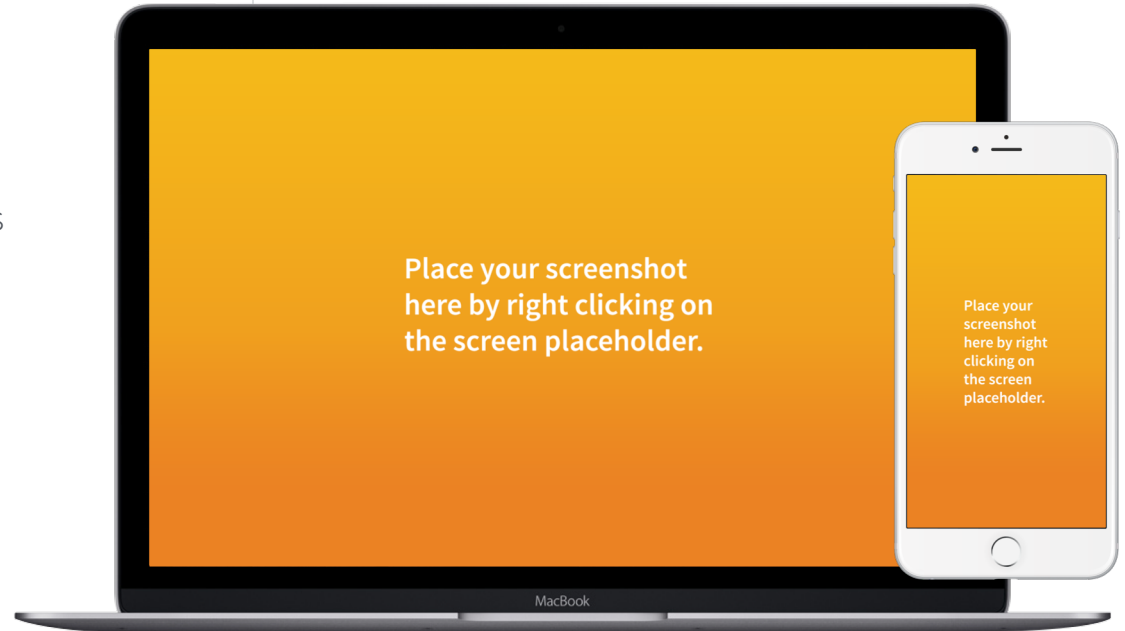 Place your screenshot
here by right clicking on
the screen placeholder.
Place your
screenshot
here by right
clicking on
the screen
placeholder.
MacBook